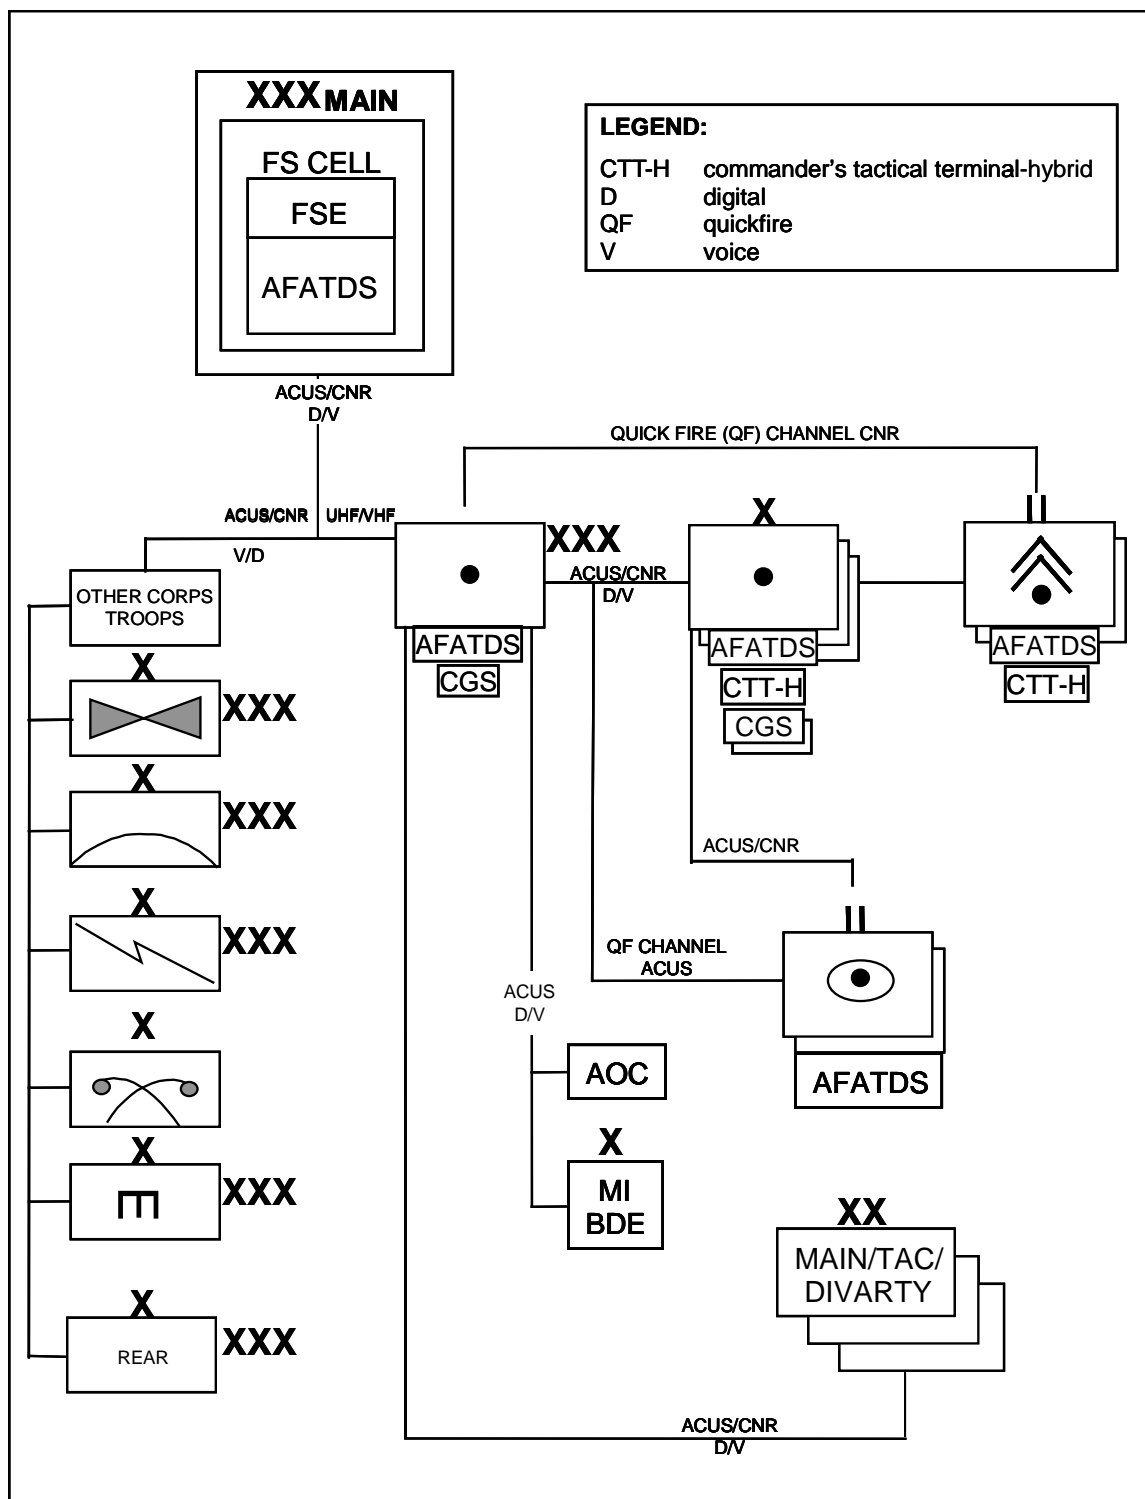 XXX MAIN
FS CELL
FSE
AFATDS
LEGEND:
CTT-H commander's tactical terminal-hybrid
D digital
QF quickfire
V voice
ACUS/CNR
D/V
QUICK FIRE (QF) CHANNEL CNR
ACUS/CNR UHF/VHF
V/D
XXX
ACUS/CNR
D/V
X
II
AFATDS
CGS
AFATDS
CTT-H
CGS
AFATDS
CTT-H
OTHER CORPS
TROOPS
X
XXX
X
XXX
X
XXX
X
X
XXX
X
REAR
XXX
ACUS/CNR
II
QF CHANNEL
ACUS
AFATDS
ACUS
D/V
AOC
X
MI
BDE
XX
MAIN/TAC/
DIVARTY
ACUS/CNR
D/V